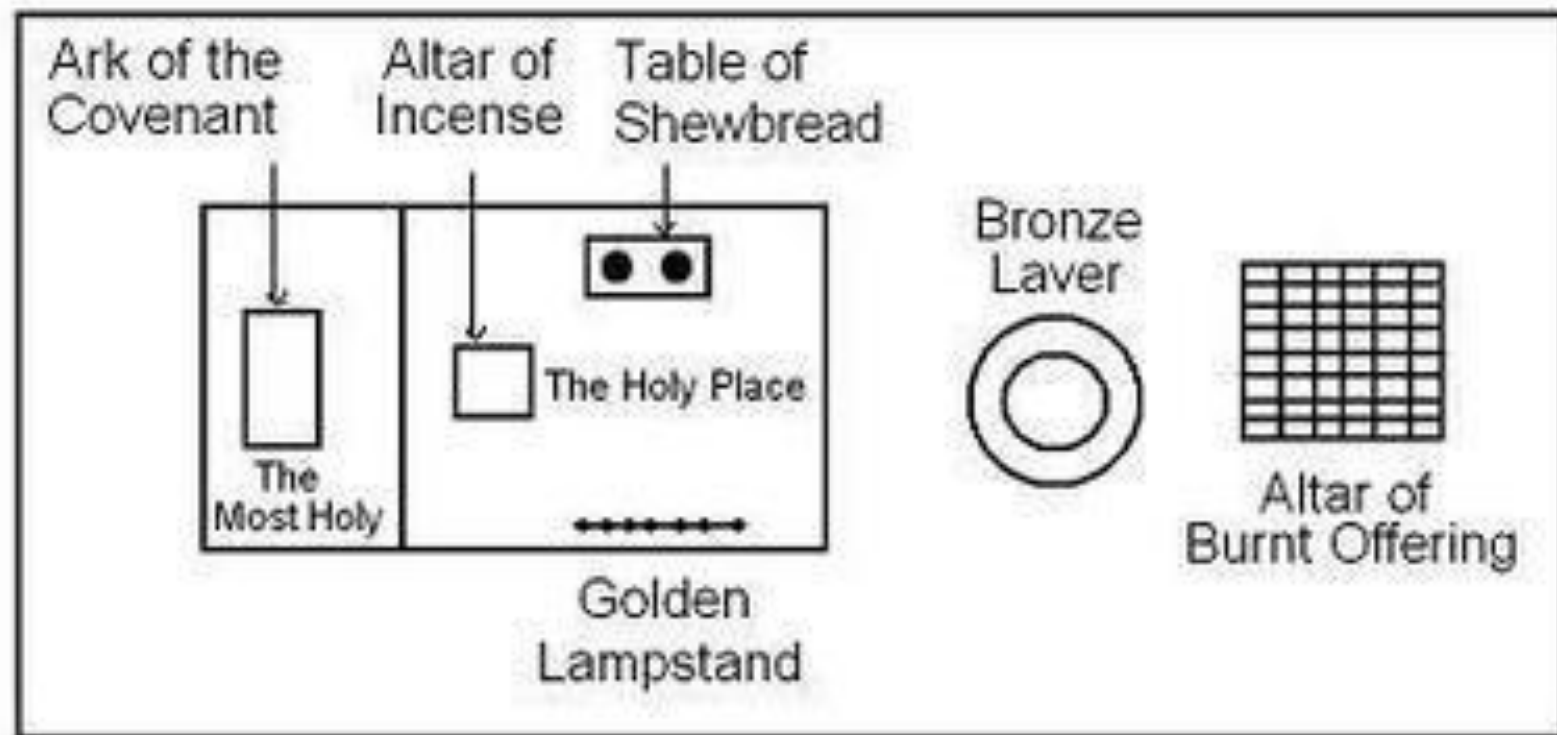 Ark of the
Covenant
Altar of
Incense
Table of
Shewbread
Bronze
Laver
The Holy Place
The
Most Holy
Altar of
Burnt Offering
Golden
Lampstand